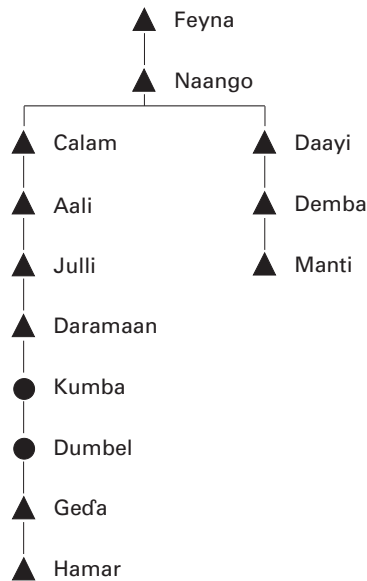 Feyna
Naango
Calam
Daayi
Aali
Demba
Julli
Manti
Daramaan
Kumba
Dumbel
Geɗa
Hamar